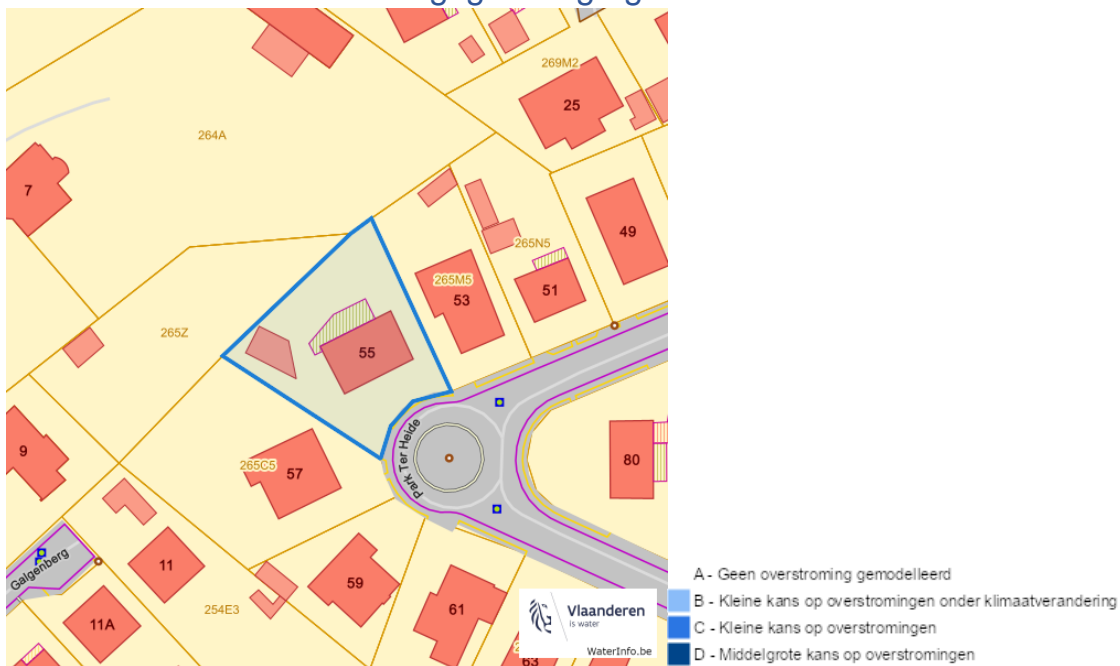 269M2
25
264A
7
49
265N5
265M5
53
51
265Z
55
Park Ter Heide
9
265C5
57
80
Galgenberg
11
59
254E3
61
11A
63
Vlaanderen
is water
WaterInfo.be
A - Geen overstroming gemodelleerd
B - Kleine kans op overstromingen onder klimaatverandering
C - Kleine kans op overstromingen
D - Middelgrote kans op overstromingen